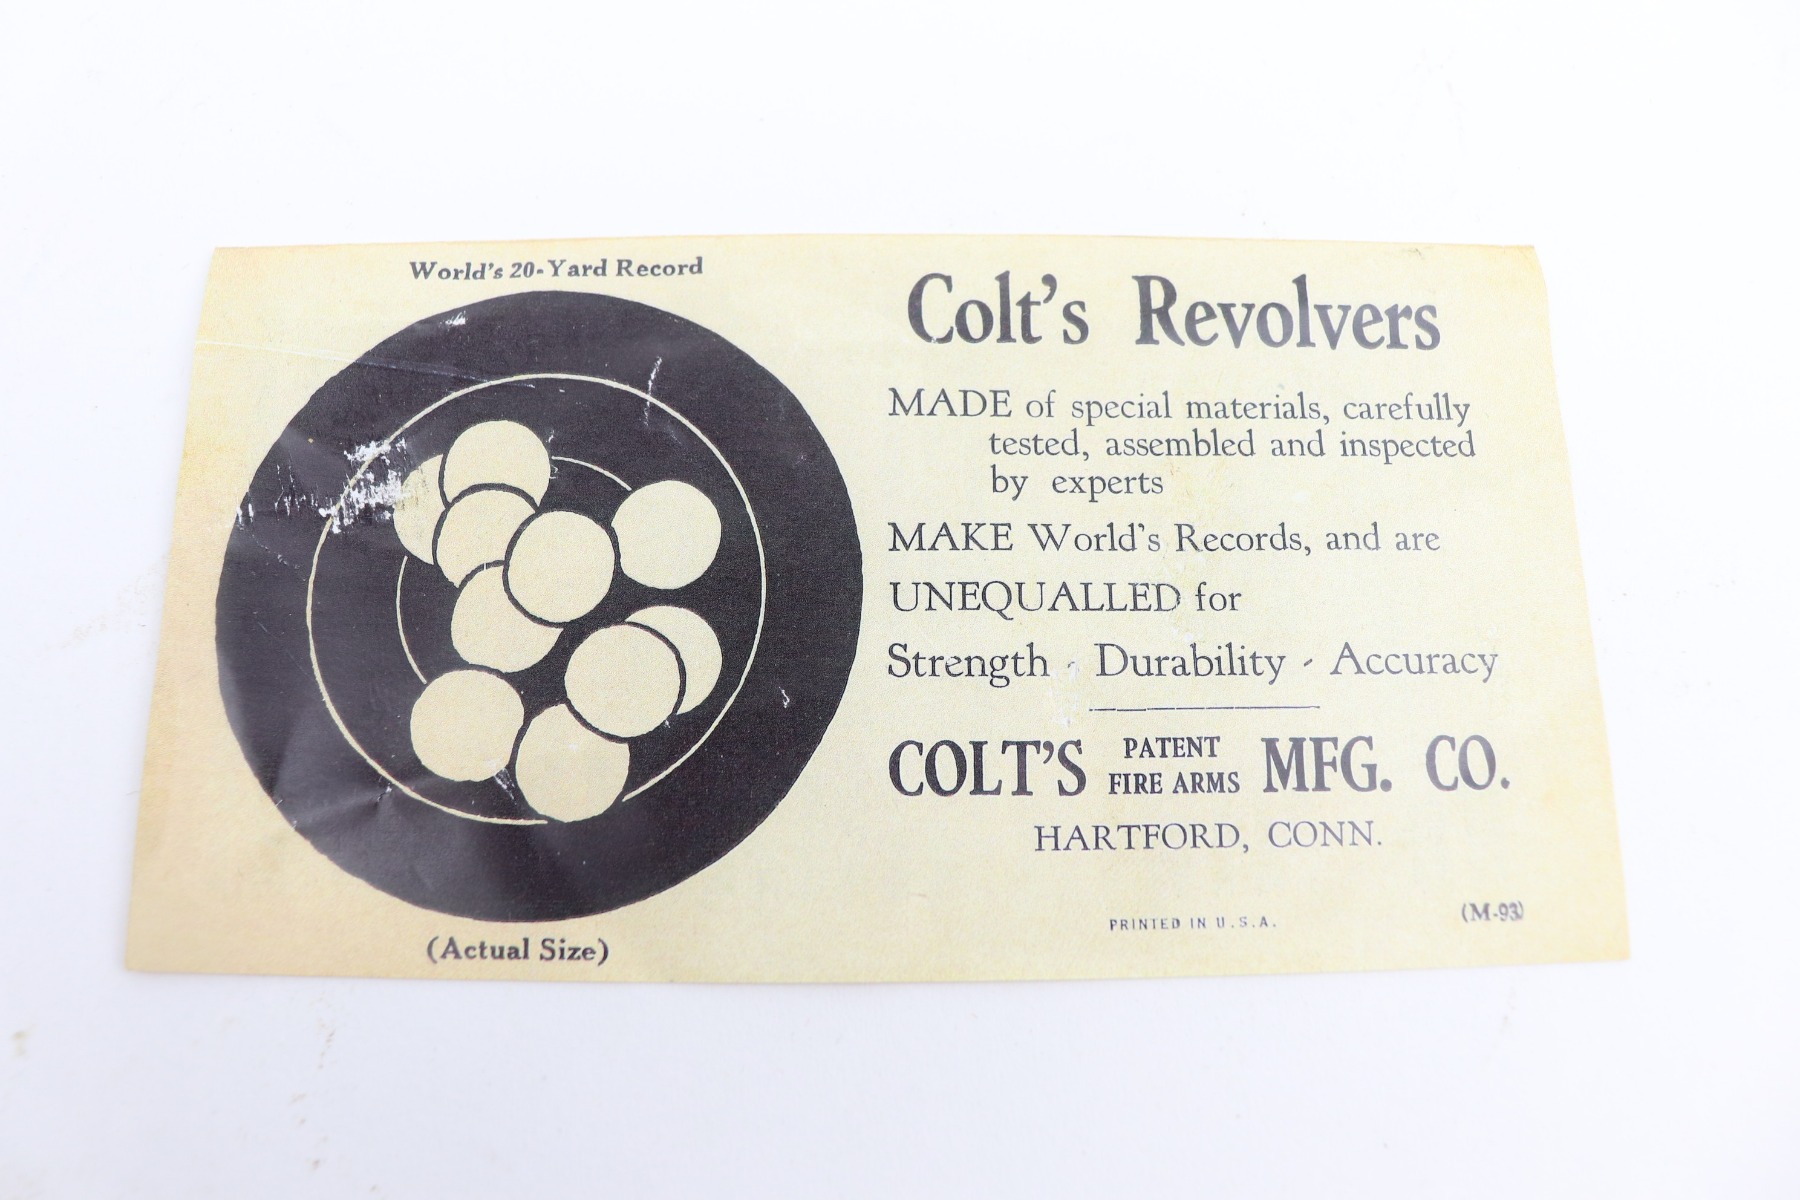 World's 20-Yard Record
(Actual Size)
Colt's Revolvers
MADE of special materials, carefully
tested, assembled and inspected
by experts
MAKE World's Records, and are
UNEQUALLED for
Strength - Durability - Accuracy
COLT'S PATENT FIRE ARMS MFG. CO.
HARTFORD, CONN.
PRINTED IN U.S.A.
(M-93)